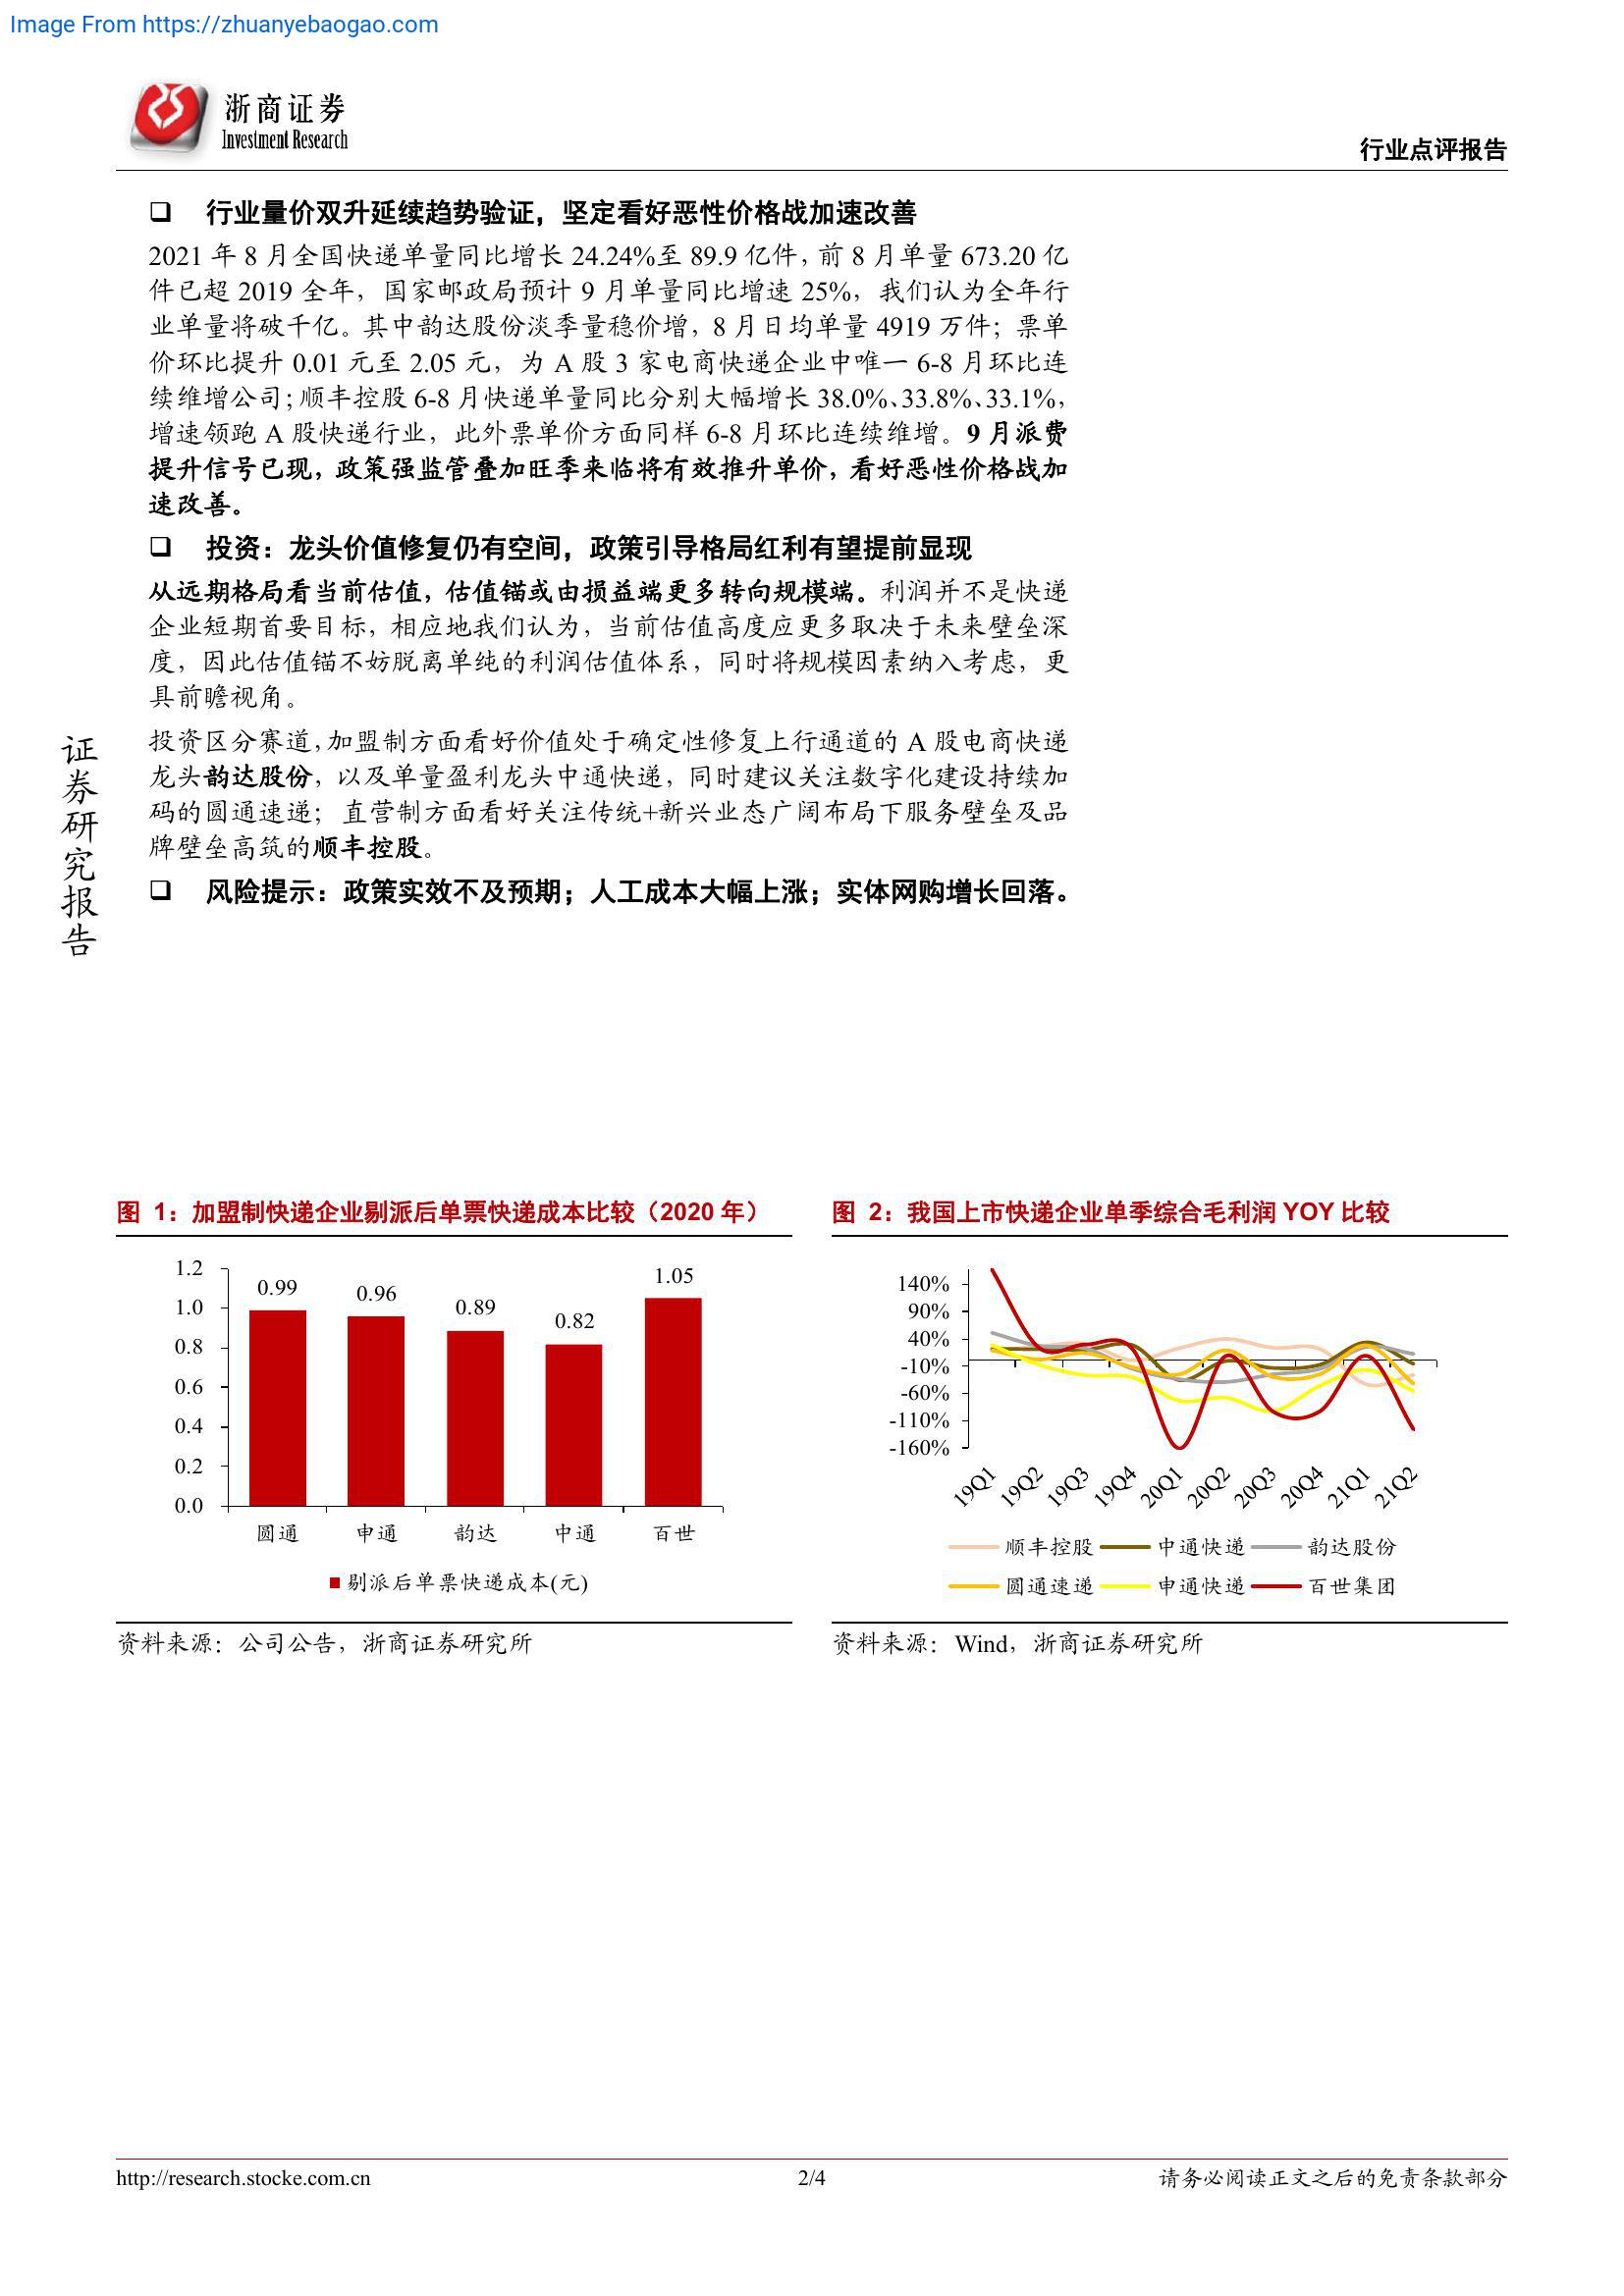 Image From https://zhuanyebaogao.com
浙商证券
Investment Research
行业点评报告
❑ 行业量价双升延续趋势验证，坚定看好恶性价格战加速改善
2021 年 8 月全国快递单量同比增长 24.24%至 89.9 亿件，前 8 月单量 673.20 亿
件已超 2019 全年，国家邮政局预计 9 月单量同比增速 25%，我们认为全年行
业单量将破千亿。其中韵达股份淡季量稳价增，8 月日均单量 4919 万件；票单
价环比提升 0.01 元至 2.05 元，为 A 股 3 家电商快递企业中唯一 6-8 月环比连
续维增公司；顺丰控股 6-8 月快递单量同比分别大幅增长 38.0%、33.8%、33.1%，
增速领跑 A 股快递行业，此外票单价方面同样 6-8 月环比连续维增。9 月派费
提升信号已现，政策强监管叠加旺季来临将有效推升单价，看好恶性价格战加
速改善。
❑ 投资：龙头价值修复仍有空间，政策引导格局红利有望提前显现
从远期格局看当前估值，估值锚或由损益端更多转向规模端。利润并不是快递
企业短期首要目标，相应地我们认为，当前估值高度应更多取决于未来壁垒深
度，因此估值锚不妨脱离单纯的利润估值体系，同时将规模因素纳入考虑，更
具前瞻视角。
投资区分赛道，加盟制方面看好价值处于确定性修复上行通道的 A 股电商快递
龙头韵达股份，以及单量盈利龙头中通快递，同时建议关注数字化建设持续加
码的圆通速递；直营制方面看好关注传统+新兴业态广阔布局下服务壁垒及品
牌壁垒高筑的顺丰控股。
❑ 风险提示：政策实效不及预期；人工成本大幅上涨；实体网购增长回落。
证券研究报告
图 1：加盟制快递企业剔派后单票快递成本比较（2020 年）
1.2
1.0
0.8
0.6
0.4
0.2
0.0
0.99
0.96
0.89
0.82
1.05
圆通
申通
韵达
中通
百世
剔派后单票快递成本(元)
资料来源：公司公告，浙商证券研究所
图 2：我国上市快递企业单季综合毛利润 YOY 比较
140%
90%
40%
-10%
-60%
-110%
-160%
19Q1
19Q2
19Q3
19Q4
20Q1
20Q2
20Q3
20Q4
21Q1
21Q2
顺丰控股 中通快递 韵达股份
圆通速递 申通快递 百世集团
资料来源：Wind，浙商证券研究所
http://research.stocke.com.cn
2/4
请务必阅读正文之后的免责条款部分